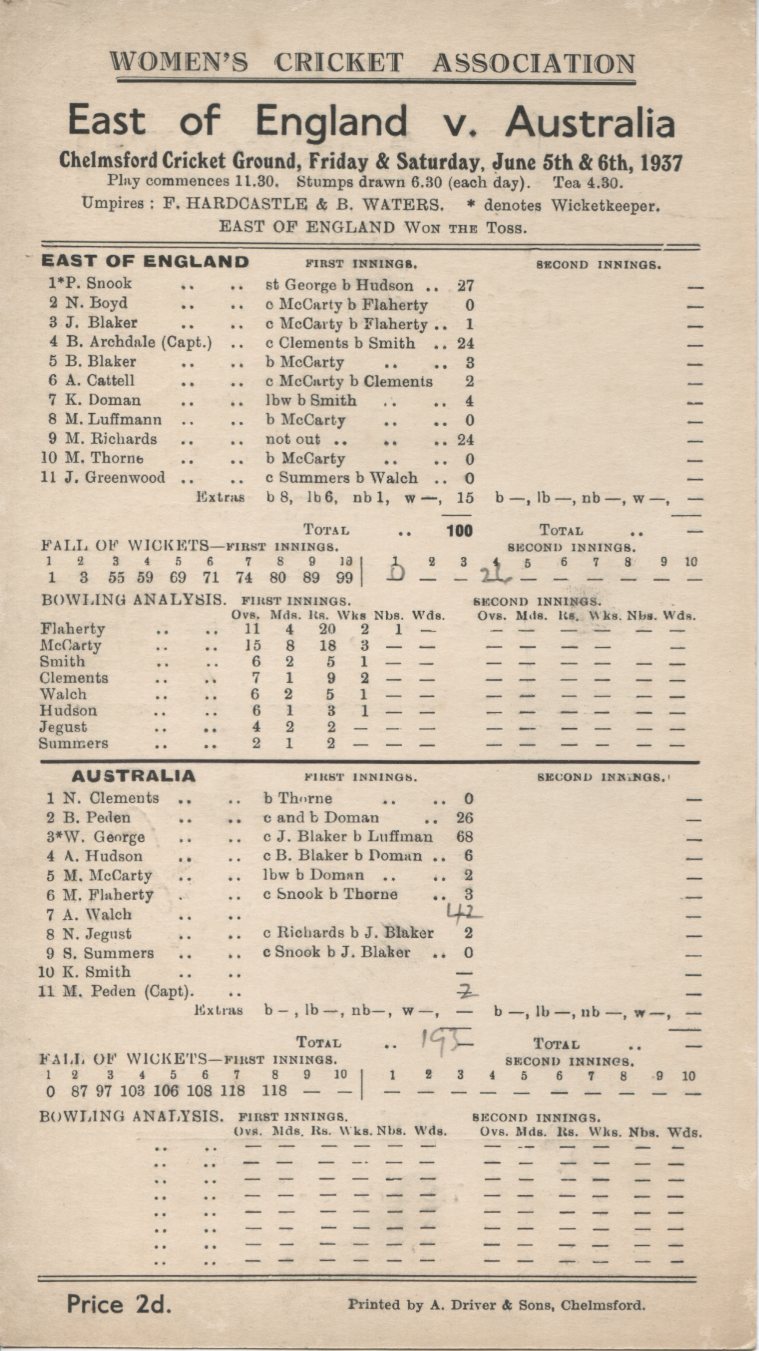 WOMEN'S CRICKET ASSOCIATION
East of England v. Australia
Chelmsford Cricket Ground, Friday & Saturday, June 5th & 6th, 1937
Play commences 11.30. Stumps drawn 6.30 (each day). Tea 4.30.
Umpires : F. HARDCASTLE & B. WATERS. * denotes Wicketkeeper.
EAST OF ENGLAND WON THE TOSS.
EAST OF ENGLAND FIRST INNINGS. SECOND INNINGS.
1*P. Snook .. .. st George b Hudson .. 27 —
2 N. Boyd .. .. c McCarty b Flaherty 0 —
3 J. Blaker .. .. c McCarty b Flaherty .. 1 —
4 B. Archdale (Capt.) .. c Clements b Smith .. 24 —
5 B. Blaker .. .. b McCarty .. .. 3 —
6 A. Cattell .. .. c McCarty b Clements 2 —
7 K. Doman .. .. lbw b Smith .. .. 4 —
8 M. Luffmann .. .. b McCarty .. .. 0 —
9 M. Richards .. .. not out .. .. .. 24 —
10 M. Thorne .. .. b McCarty .. .. 0 —
11 J. Greenwood .. .. c Summers b Walch .. 0 —
Extras b 8, lb 6, nb 1, w —, 15 b —, lb —, nb —, w —, —
TOTAL .. 100 TOTAL .. —
FALL OF WICKETS—FIRST INNINGS. SECOND INNINGS.
1 2 3 4 5 6 7 8 9 10 | 1 2 3 4 5 6 7 8 9 10
1 3 55 59 69 71 74 80 89 99 | 0 — — — — — — — —
BOWLING ANALYSIS. FIRST INNINGS. SECOND INNINGS.
Ovs. Mds. Rs. Wks Nbs. Wds. Ovs. Mds. Rs. Wks. Nbs. Wds.
Flaherty .. .. 11 4 20 2 1 — — — — — — —
McCarty .. .. 15 8 18 3 — — — — — — — —
Smith .. .. 6 2 5 1 — — — — — — — —
Clements .. .. 7 1 9 2 — — — — — — — —
Walch .. .. 6 2 5 1 — — — — — — — —
Hudson .. .. 6 1 3 1 — — — — — — — —
Jegust .. .. 4 2 2 — — — — — — — — —
Summers .. .. 2 1 2 — — — — — — — — —
AUSTRALIA FIRST INNINGS. SECOND INNINGS.
1 N. Clements .. .. b Thorne .. .. 0 —
2 B. Peden .. .. c and b Doman .. 26 —
3*W. George .. .. c J. Blaker b Luffman 68 —
4 A. Hudson .. .. c B. Blaker b Doman .. 6 —
5 M. McCarty .. .. lbw b Doman .. .. 2 —
6 M. Flaherty . .. c Snook b Thorne .. 3 —
7 A. Walch .. .. 42 —
8 N. Jegust .. .. c Richards b J. Blaker 2 —
9 S. Summers .. .. c Snook b J. Blaker .. 0 —
10 K. Smith .. .. — —
11 M. Peden (Capt). .. —
Extras b –, lb —, nb—, w —, — b —, lb —, nb —, w —, —
TOTAL .. 195 TOTAL .. —
FALL OF WICKETS—FIRST INNINGS. SECOND INNINGS.
1 2 3 4 5 6 7 8 9 10 | 1 2 3 4 5 6 7 8 9 10
0 87 97 103 106 108 118 118 — — | — — — — — — — — — —
BOWLING ANALYSIS. FIRST INNINGS. SECOND INNINGS.
Ovs. Mds. Rs. Wks. Nbs. Wds. Ovs. Mds. Rs. Wks. Nbs. Wds.
.. .. — — — — — — — — — — — —
.. .. — — — — — — — — — — — —
.. .. — — — — — — — — — — — —
.. .. — — — — — — — — — — — —
.. .. — — — — — — — — — — — —
.. .. — — — — — — — — — — — —
.. .. — — — — — — — — — — — —
Price 2d. Printed by A. Driver & Sons, Chelmsford.